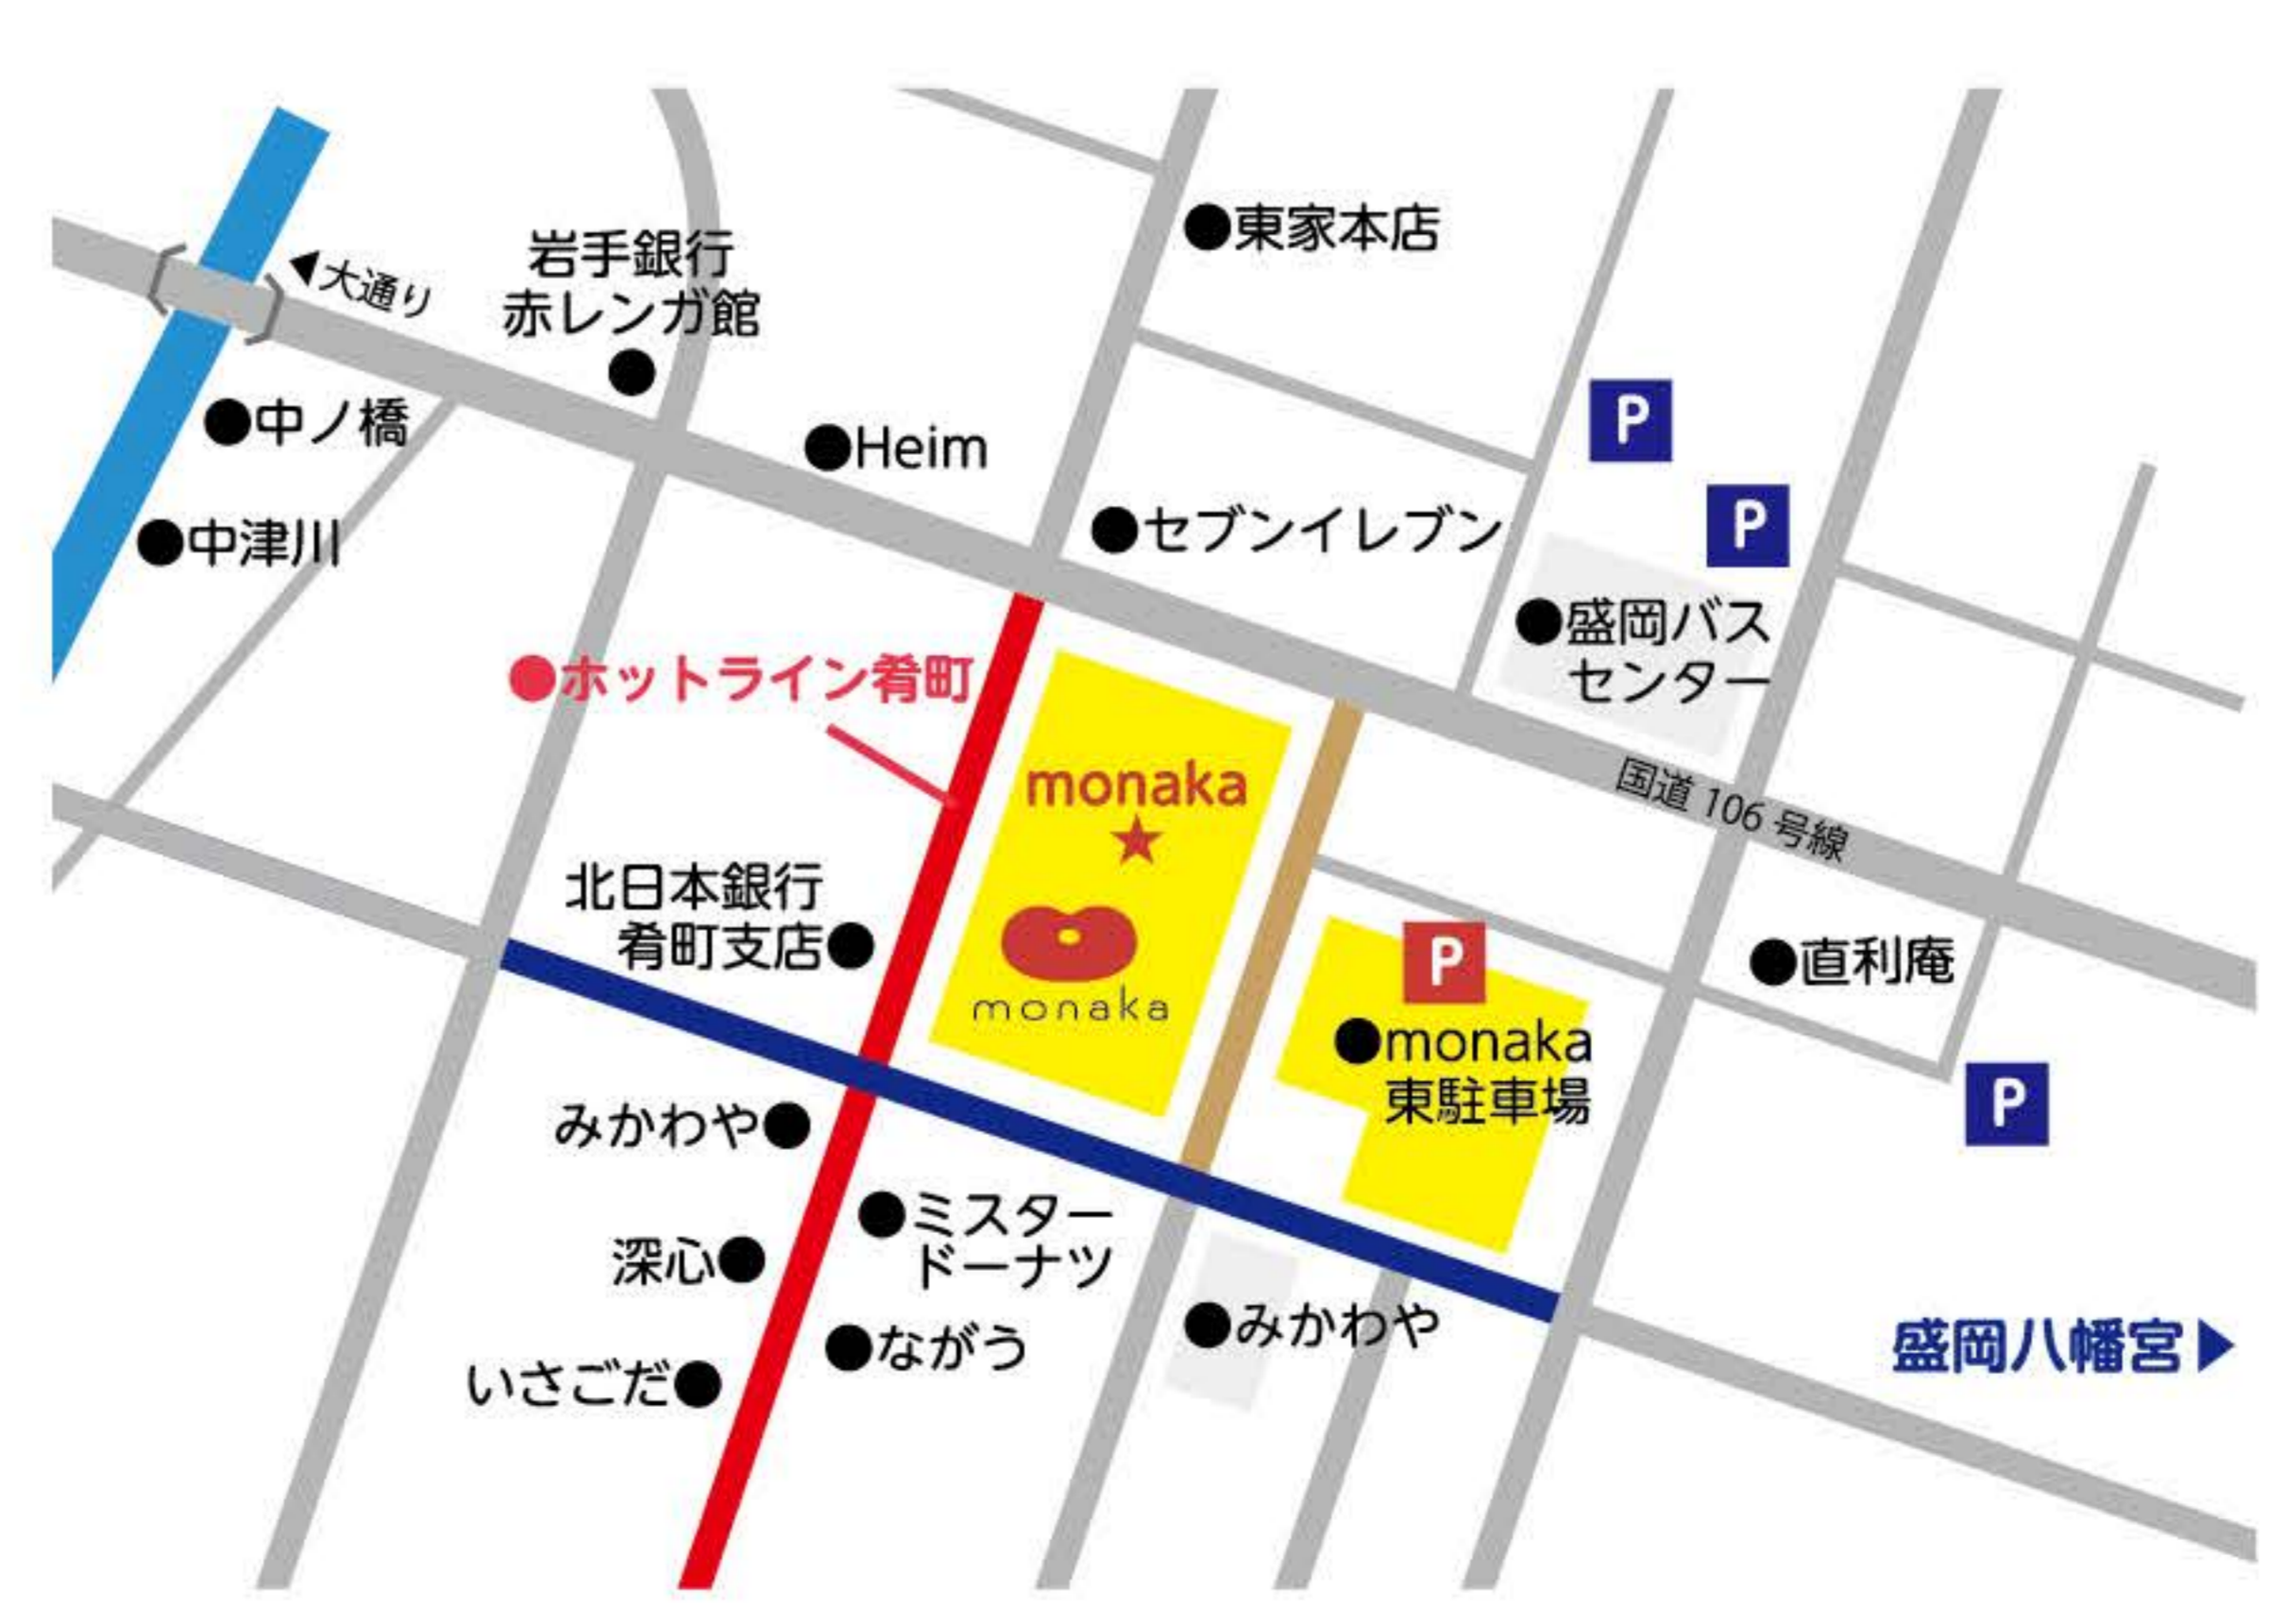 ●東家本店
岩手銀行
赤レンガ館
◀大通り
●中ノ橋
●Heim
P
●中津川
●セブンイレブン
P
●盛岡バス
センター
●ホットライン肴町
monaka
国道 106 号線
北日本銀行
肴町支店●
monaka
P
●monaka
東駐車場
●直利庵
P
みかわや●
●ミスター
ドーナツ
深心●
●ながう
●みかわや
いさごだ●
盛岡八幡宮▶